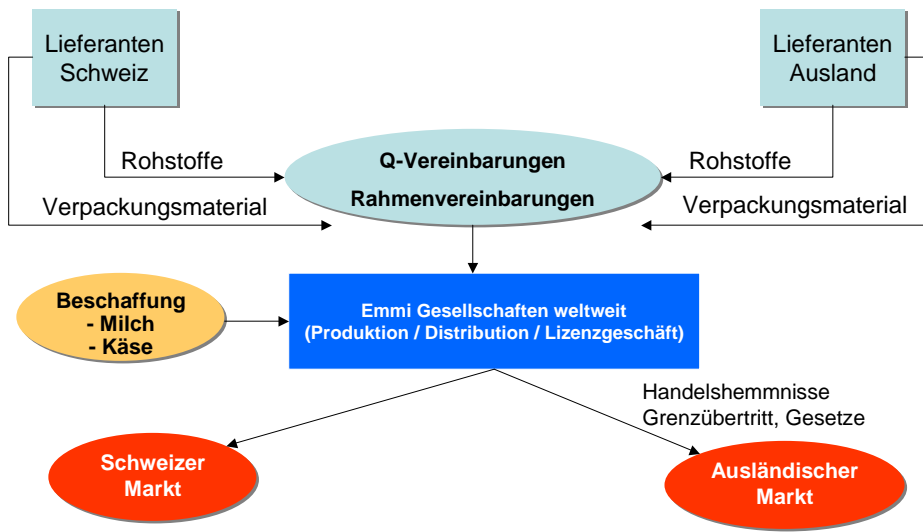 Lieferanten
Schweiz
Lieferanten
Ausland
Rohstoffe
Q-Vereinbarungen
Rahmenvereinbarungen
Rohstoffe
Verpackungsmaterial
Verpackungsmaterial
Beschaffung
- Milch
- Käse
Emmi Gesellschaften weltweit
(Produktion / Distribution / Lizenzgeschäft)
Handelshemmnisse
Grenzübertritt, Gesetze
Schweizer
Markt
Ausländischer
Markt